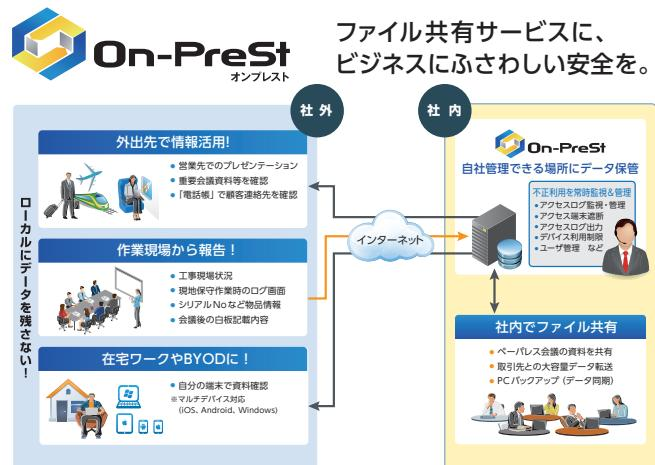 On-PreSt
オンプレスト
ファイル共有サービスに、
ビジネスにふさわしい安全を。
社外
社内
ローカルにデータを残さない！
外出先で情報活用!
● 営業先でのプレゼンテーション
● 重要会議資料等を確認
● 「電話帳」で顧客連絡先を確認
作業現場から報告！
● 工事現場状況
● 現地保守作業時のログ画面
● シリアルNoなど物品情報
● 会議後の白板記載内容
在宅ワークやBYODに！
● 自分の端末で資料確認
※マルチデバイス対応
(iOS、Android、Windows)
インターネット
On-PreSt
自社管理できる場所にデータ保管
不正利用を常時監視&管理
●アクセスログ監視・管理
●アクセス端末遮断
●アクセスログ出力
●デバイス利用制限
●ユーザ管理 など
社内でファイル共有
● ペーパレス会議の資料を共有
● 取引先との大容量データ転送
● PCバックアップ（データ同期）